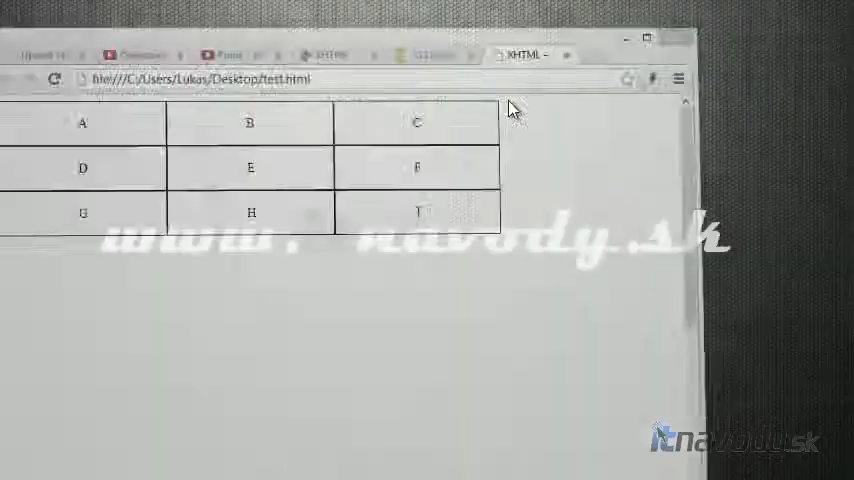 XHTML -
file:///C:/Users/Lukas/Desktop/test.html
A B C
D E F
G H I
www. navody.sk
itnavody.sk